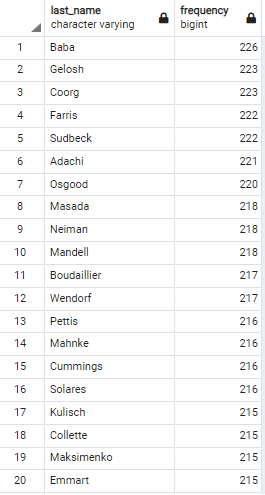 last_name frequency
character varying bigint
1 Baba 226
2 Gelosh 223
3 Coorg 223
4 Farris 222
5 Sudbeck 222
6 Adachi 221
7 Osgood 220
8 Masada 218
9 Neiman 218
10 Mandell 218
11 Boudaillier 217
12 Wendorf 217
13 Pettis 216
14 Mahnke 216
15 Cummings 216
16 Solares 216
17 Kulisch 215
18 Collette 215
19 Maksimenko 215
20 Emmart 215